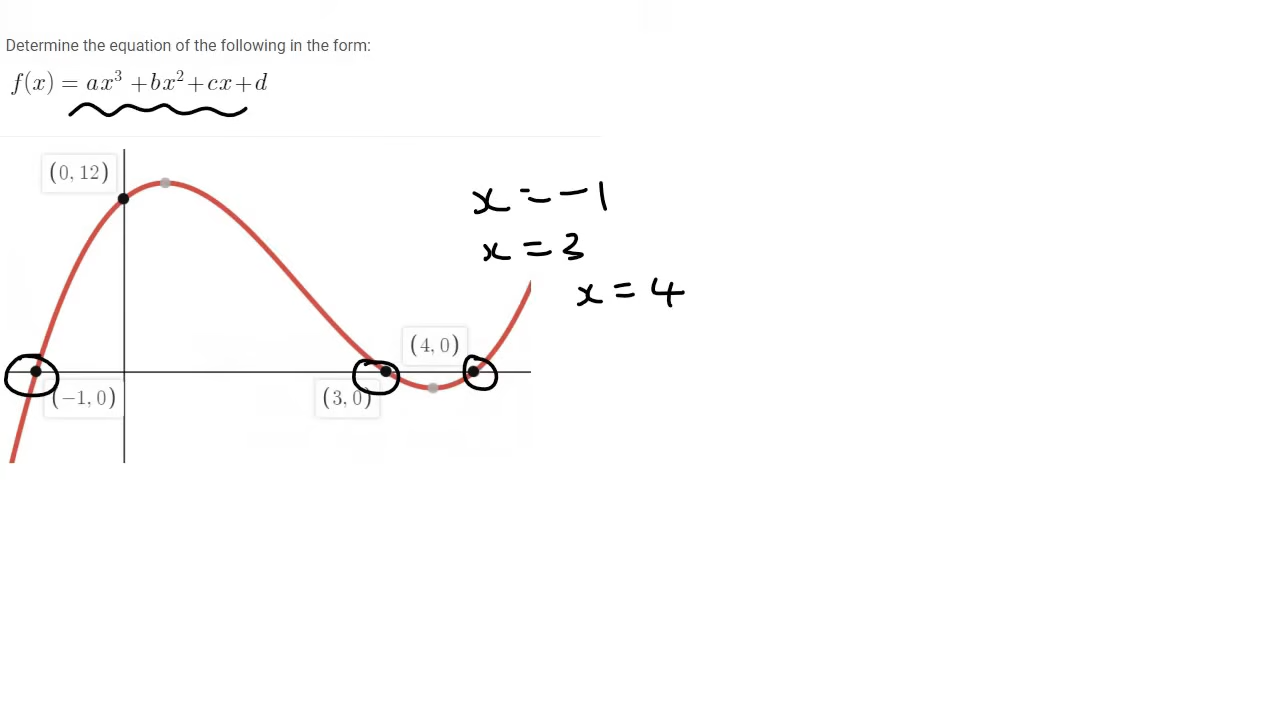 Determine the equation of the following in the form:
f(x) = ax³ + bx² + cx + d
(0, 12)
x = -1
x = 3
x = 4
(4, 0)
(-1, 0)
(3, 0)